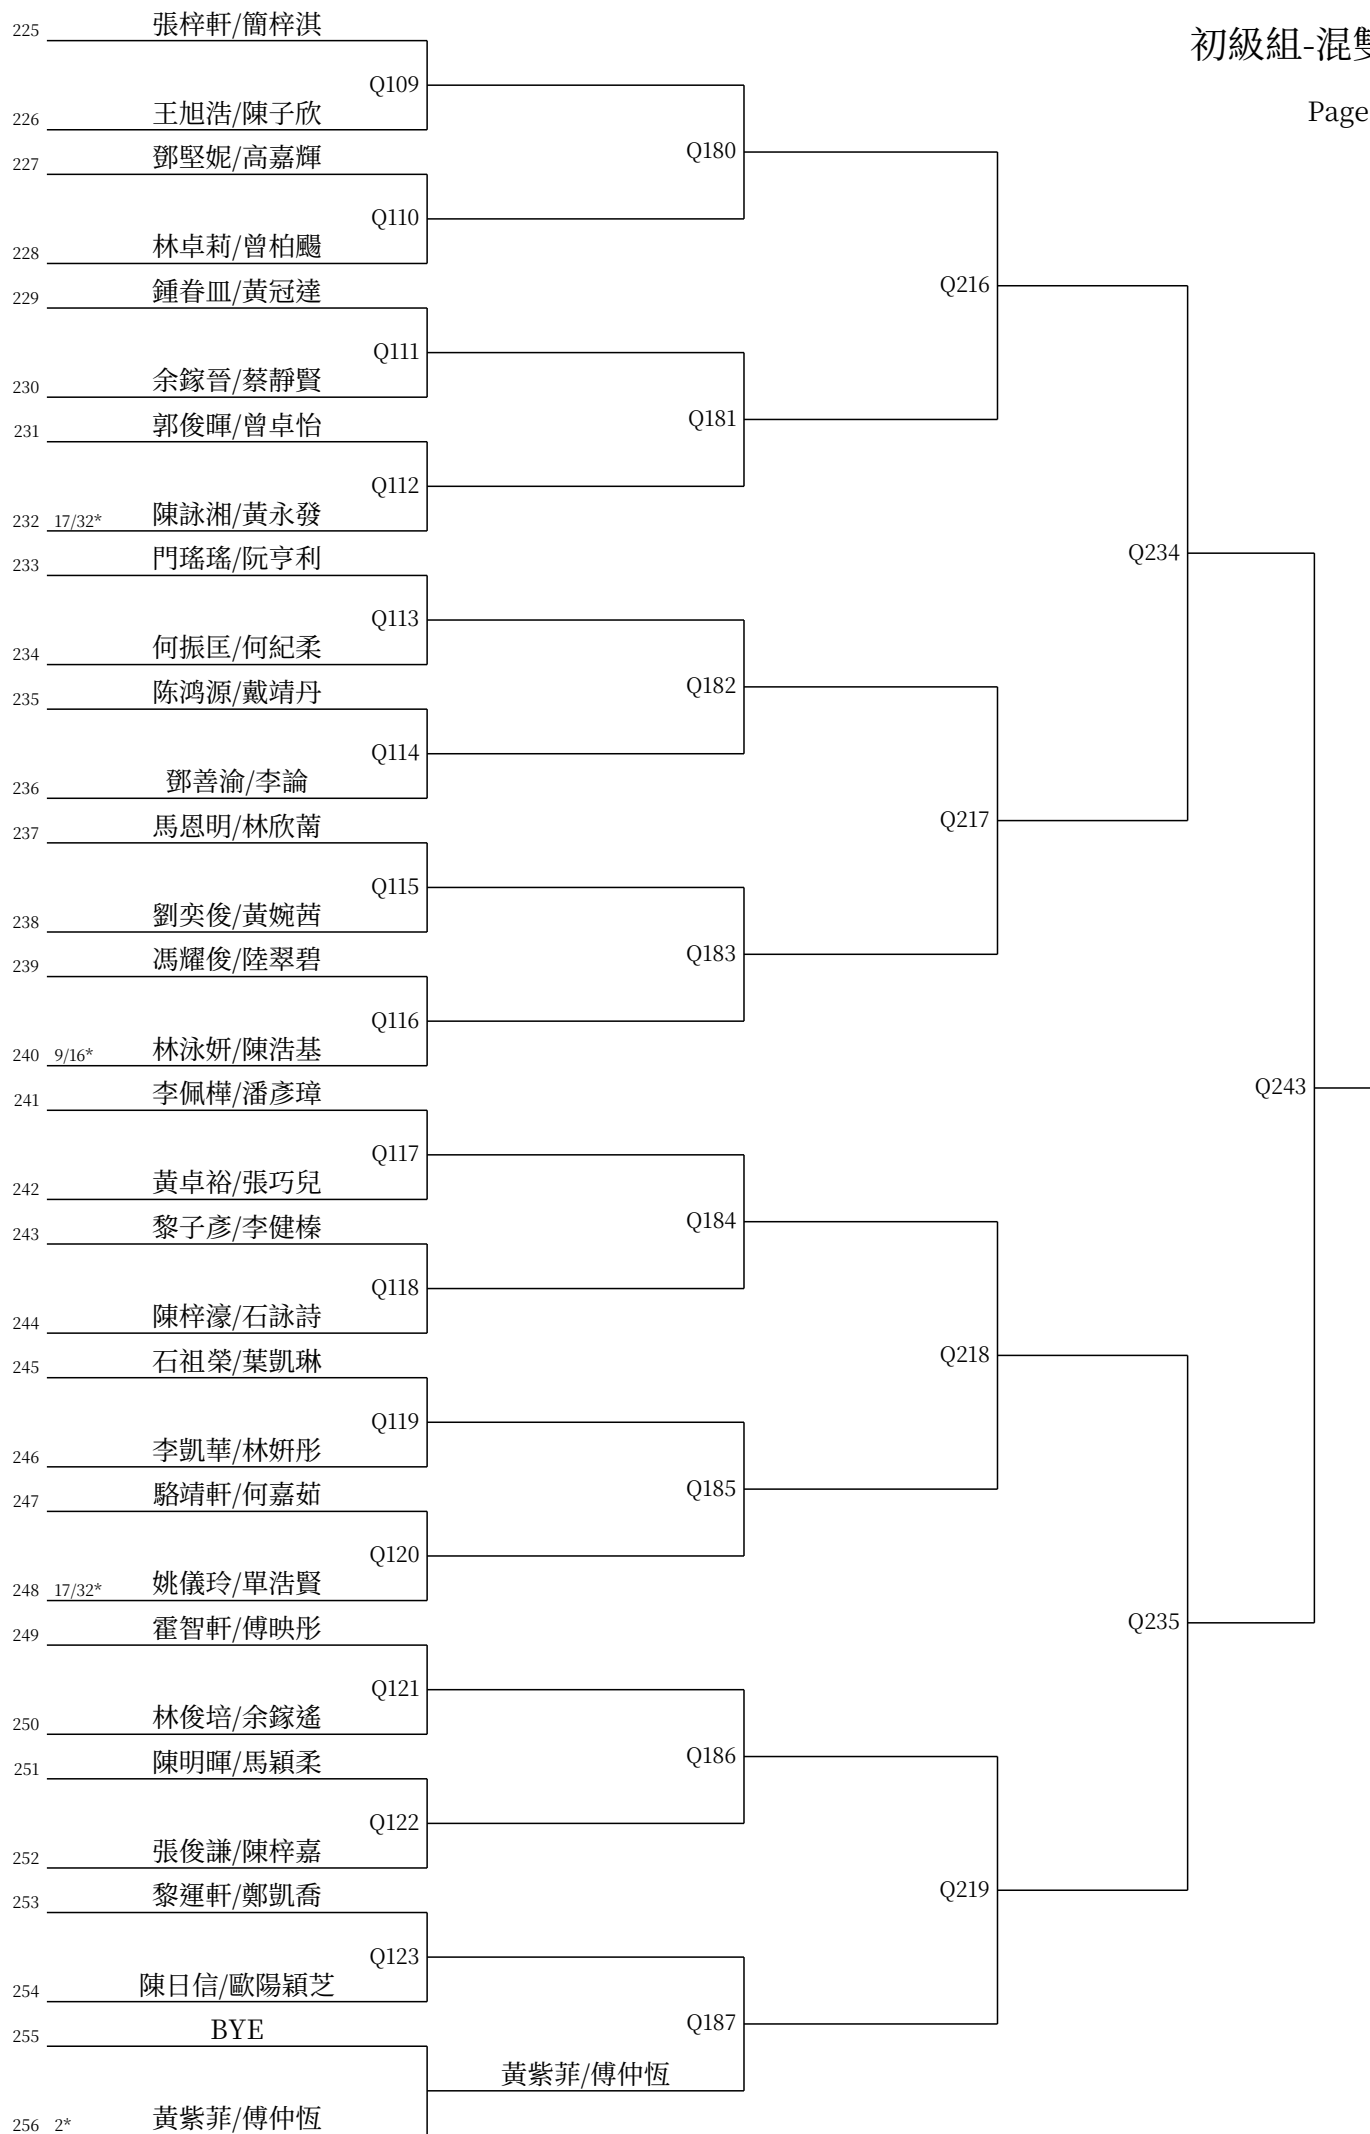 初級組-混
Page
225 張梓軒/簡梓淇
Q109
226 王旭浩/陳子欣
Q180
227 鄧堅妮/高嘉輝
Q110
228 林卓莉/曾柏颺
Q216
229 鍾眷皿/黃冠達
Q111
230 余鎵晉/蔡靜賢
Q181
231 郭俊暉/曾卓怡
Q112
232 17/32* 陳詠湘/黃永發
Q234
233 門瑤瑤/阮亨利
Q113
234 何振匡/何紀柔
Q182
235 陈鸿源/戴靖丹
Q114
236 鄧善渝/李論
Q217
237 馬恩明/林欣萳
Q115
238 劉奕俊/黃婉茜
Q183
239 馮耀俊/陸翠碧
Q116
240 9/16* 林泳妍/陳浩基
Q243
241 李佩樺/潘彥璋
Q117
242 黃卓裕/張巧兒
Q184
243 黎子彥/李健榛
Q118
244 陳梓濠/石詠詩
Q218
245 石祖榮/葉凱琳
Q119
246 李凱華/林妍彤
Q185
247 駱靖軒/何嘉茹
Q120
248 17/32* 姚儀玲/單浩賢
Q235
249 霍智軒/傅映彤
Q121
250 林俊培/余鎵遙
Q186
251 陳明暉/馬穎柔
Q122
252 張俊謙/陳梓嘉
Q219
253 黎運軒/鄭凱喬
Q123
254 陳日信/歐陽穎芝
Q187
255 BYE
黃紫菲/傅仲恆
256 2* 黃紫菲/傅仲恆